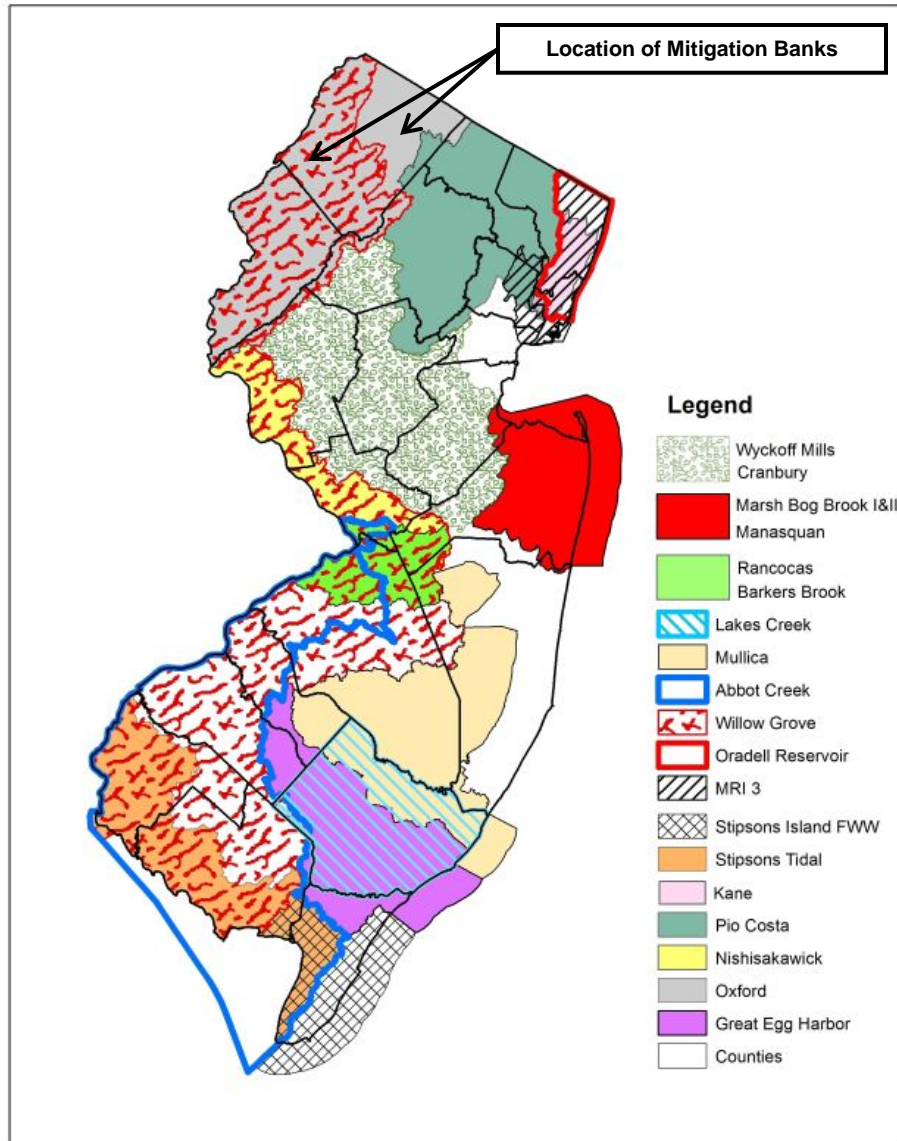 Location of Mitigation Banks
Legend
Wyckoff Mills
Cranbury
Marsh Bog Brook I&II
Manasquan
Rancocas
Barkers Brook
Lakes Creek
Mullica
Abbot Creek
Willow Grove
Oradell Reservoir
MRI 3
Stipsons Island FWW
Stipsons Tidal
Kane
Pio Costa
Nishisakawick
Oxford
Great Egg Harbor
Counties